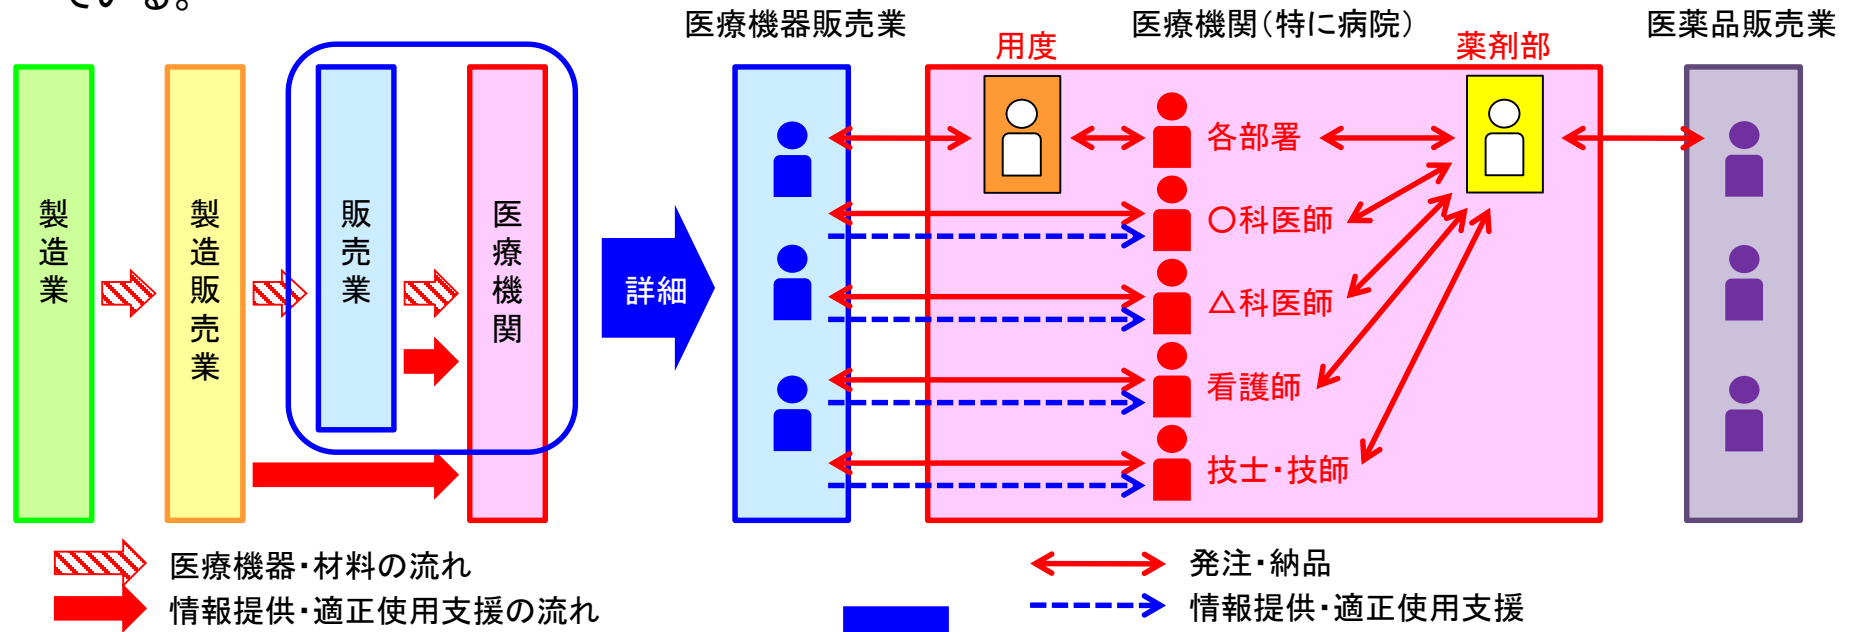 ている。
医療機器販売業
医療機関(特に病院)
医薬品販売業
用度
薬剤部
製造業
製造販売業
販売業
医療機関
詳細
各部署
〇科医師
△科医師
看護師
技士・技師
医療機器・材料の流れ
情報提供・適正使用支援の流れ
発注・納品
情報提供・適正使用支援